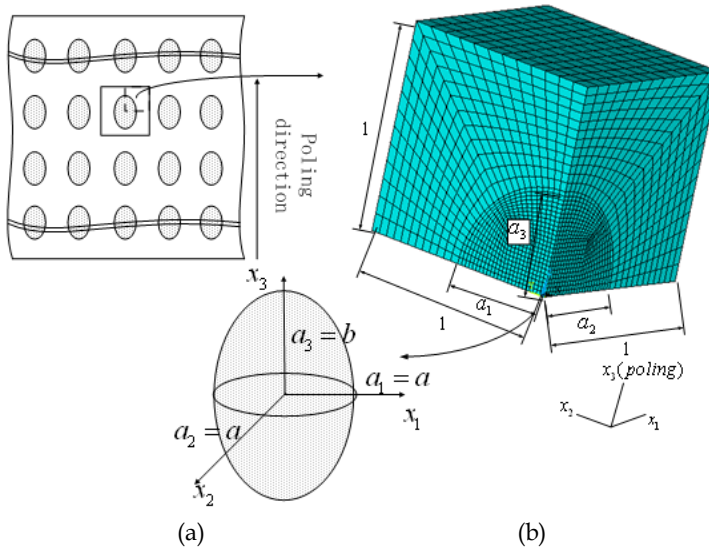 Poling
direction
x₃
a₃ = b
a₁ = a
x₁
a₂ = a
x₂
(a)
1
a₃
a₁
1
a₂
1
x₃(poling)
x₂
x₁
(b)